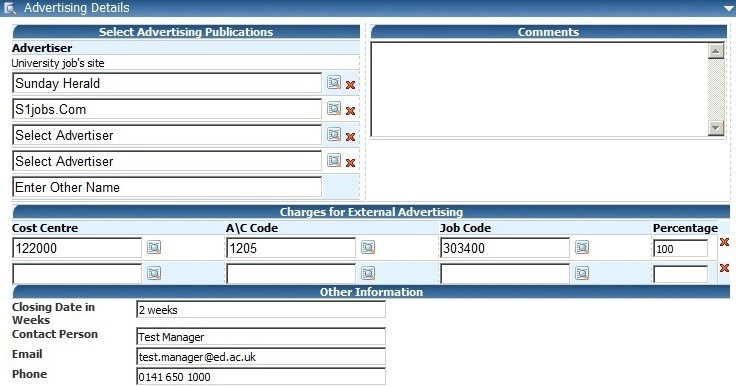 Advertising Details
Select Advertising Publications
Comments
Advertiser
University job's site
Sunday Herald
S1jobs.Com
Select Advertiser
Select Advertiser
Enter Other Name
Charges for External Advertising
Cost Centre A\C Code Job Code Percentage
122000 1205 303400 100
Other Information
Closing Date in Weeks 2 weeks
Contact Person Test Manager
Email test.manager@ed.ac.uk
Phone 0141 650 1000